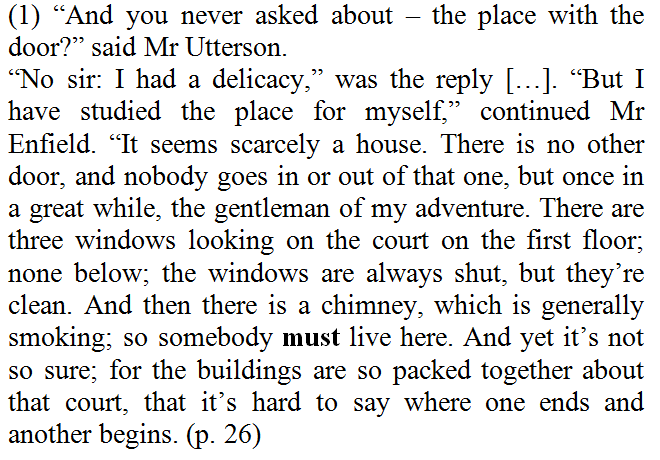 (1) “And you never asked about – the place with the
door?” said Mr Utterson.
“No sir: I had a delicacy,” was the reply […]. “But I
have studied the place for myself,” continued Mr
Enfield. “It seems scarcely a house. There is no other
door, and nobody goes in or out of that one, but once in
a great while, the gentleman of my adventure. There are
three windows looking on the court on the first floor;
none below; the windows are always shut, but they’re
clean. And then there is a chimney, which is generally
smoking; so somebody must live here. And yet it’s not
so sure; for the buildings are so packed together about
that court, that it’s hard to say where one ends and
another begins. (p. 26)